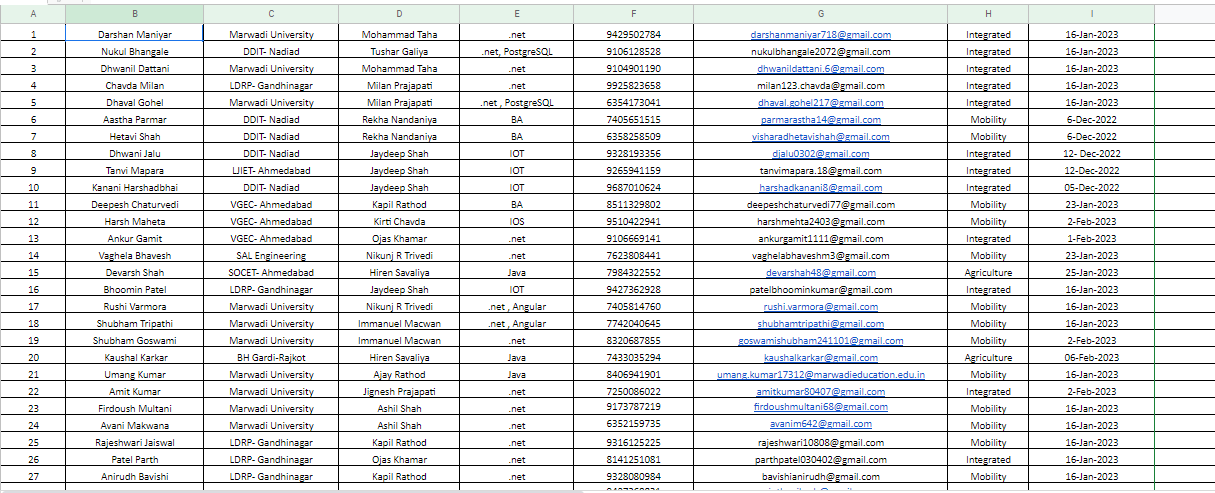 A B C D E F G H I
1 Darshan Maniyar Marwadi University Mohammad Taha .net 9429502784 darshanmaniyar718@gmail.com Integrated 16-Jan-2023
2 Nukul Bhangale DDIT- Nadiad Tushar Galiya .net, PostgreSQL 9106128528 nukulbhangale2072@gmail.com Integrated 16-Jan-2023
3 Dhwanil Dattani Marwadi University Mohammad Taha .net 9104901190 dhwanildattani.6@gmail.com Integrated 16-Jan-2023
4 Chavda Milan LDRP- Gandhinagar Milan Prajapati .net 9925823658 milan123.chavda@gmail.com Integrated 16-Jan-2023
5 Dhaval Gohel Marwadi University Milan Prajapati .net , PostgreSQL 6354173041 dhaval.gohel217@gmail.com Integrated 16-Jan-2023
6 Aastha Parmar DDIT- Nadiad Rekha Nandaniya BA 7405651515 parmarastha14@gmail.com Mobility 6-Dec-2022
7 Hetavi Shah DDIT- Nadiad Rekha Nandaniya BA 6358258509 visharadhetavishah@gmail.com Mobility 6-Dec-2022
8 Dhwani Jalu DDIT- Nadiad Jaydeep Shah IOT 9328193356 djalu0302@gmail.com Integrated 12- Dec-2022
9 Tanvi Mapara LJIET- Ahmedabad Jaydeep Shah IOT 9265941159 tanvimapara.18@gmail.com Integrated 12-Dec-2022
10 Kanani Harshadbhai DDIT- Nadiad Jaydeep Shah IOT 9687010624 harshadkanani8@gmail.com Integrated 05-Dec-2022
11 Deepesh Chaturvedi VGEC- Ahmedabad Kapil Rathod BA 8511329802 deepeshchaturvedi77@gmail.com Mobility 23-Jan-2023
12 Harsh Maheta VGEC- Ahmedabad Kirti Chavda IOS 9510422941 harshmehta2403@gmail.com Mobility 2-Feb-2023
13 Ankur Gamit VGEC- Ahmedabad Ojas Khamar .net 9106669141 ankurgamit1111@gmail.com Integrated 1-Feb-2023
14 Vaghela Bhavesh SAL Engineering Nikunj R Trivedi .net 7623808441 vaghelabhaveshm3@gmail.com Mobility 23-Jan-2023
15 Devarsh Shah SOCET- Ahmedabad Hiren Savaliya Java 7984322552 devarshah48@gmail.com Agriculture 25-Jan-2023
16 Bhoomin Patel LDRP- Gandhinagar Jaydeep Shah IOT 9427362928 patelbhoominkumar@gmail.com Integrated 16-Jan-2023
17 Rushi Varmora Marwadi University Nikunj R Trivedi .net , Angular 7405814760 rushi.varmora@gmail.com Mobility 16-Jan-2023
18 Shubham Tripathi Marwadi University Immanuel Macwan .net , Angular 7742040645 shubhamtripathi@gmail.com Mobility 16-Jan-2023
19 Shubham Goswami Marwadi University Immanuel Macwan .net 8320687855 goswamishubham241101@gmail.com Mobility 2-Feb-2023
20 Kaushal Karkar BH Gardi-Rajkot Hiren Savaliya Java 7433035294 kaushalkarkar@gmail.com Agriculture 06-Feb-2023
21 Umang Kumar Marwadi University Ajay Rathod Java 8406941901 umang.kumar17312@marwadieducation.edu.in Mobility 16-Jan-2023
22 Amit Kumar Marwadi University Jignesh Prajapati .net 7250086022 amitkumar80407@gmail.com Integrated 2-Feb-2023
23 Firdoush Multani Marwadi University Ashil Shah .net 9173787219 firdoushmultani68@gmail.com Mobility 16-Jan-2023
24 Avani Makwana Marwadi University Ashil Shah .net 6352159735 avanim642@gmail.com Mobility 16-Jan-2023
25 Rajeshwari Jaiswal LDRP- Gandhinagar Kapil Rathod .net 9316125225 rajeshwari10808@gmail.com Mobility 16-Jan-2023
26 Patel Parth LDRP- Gandhinagar Ojas Khamar .net 8141251081 parthpatel030402@gmail.com Integrated 16-Jan-2023
27 Anirudh Bavishi LDRP- Gandhinagar Kapil Rathod .net 9328080984 bavishianirudh@gmail.com Mobility 16-Jan-2023